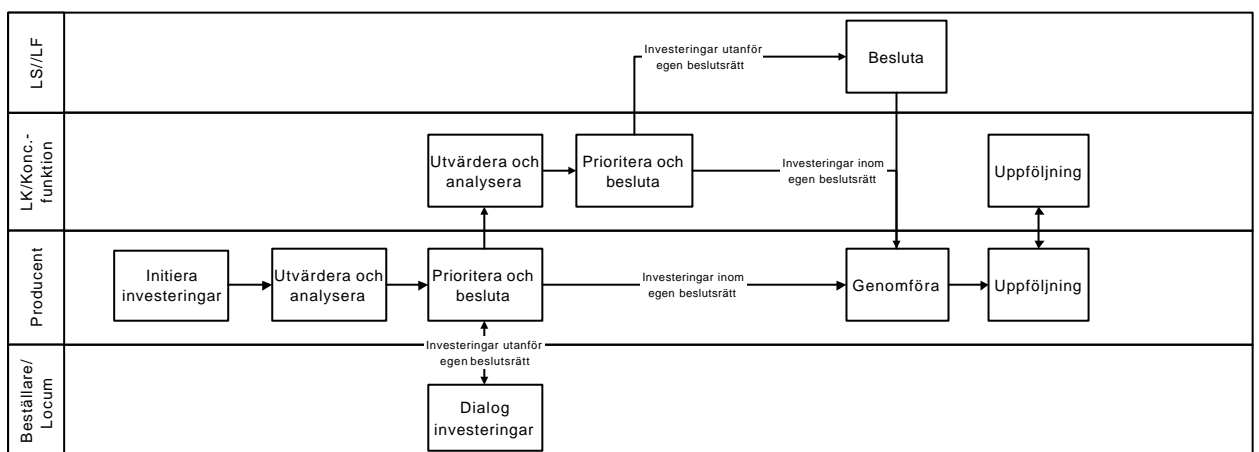 LS//LF
Investeringar utanför
egen beslutsrätt
Besluta
LK/Konc.-
funktion
Utvärdera och
analysera
Prioritera och
besluta
Investeringar inom
egen beslutsrätt
Uppföljning
Producent
Initiera
investeringar
Utvärdera och
analysera
Prioritera och
besluta
Investeringar inom
egen beslutsrätt
Genomföra
Uppföljning
Investeringar utanför
egen beslutsrätt
Beställare/
Locum
Dialog
investeringar